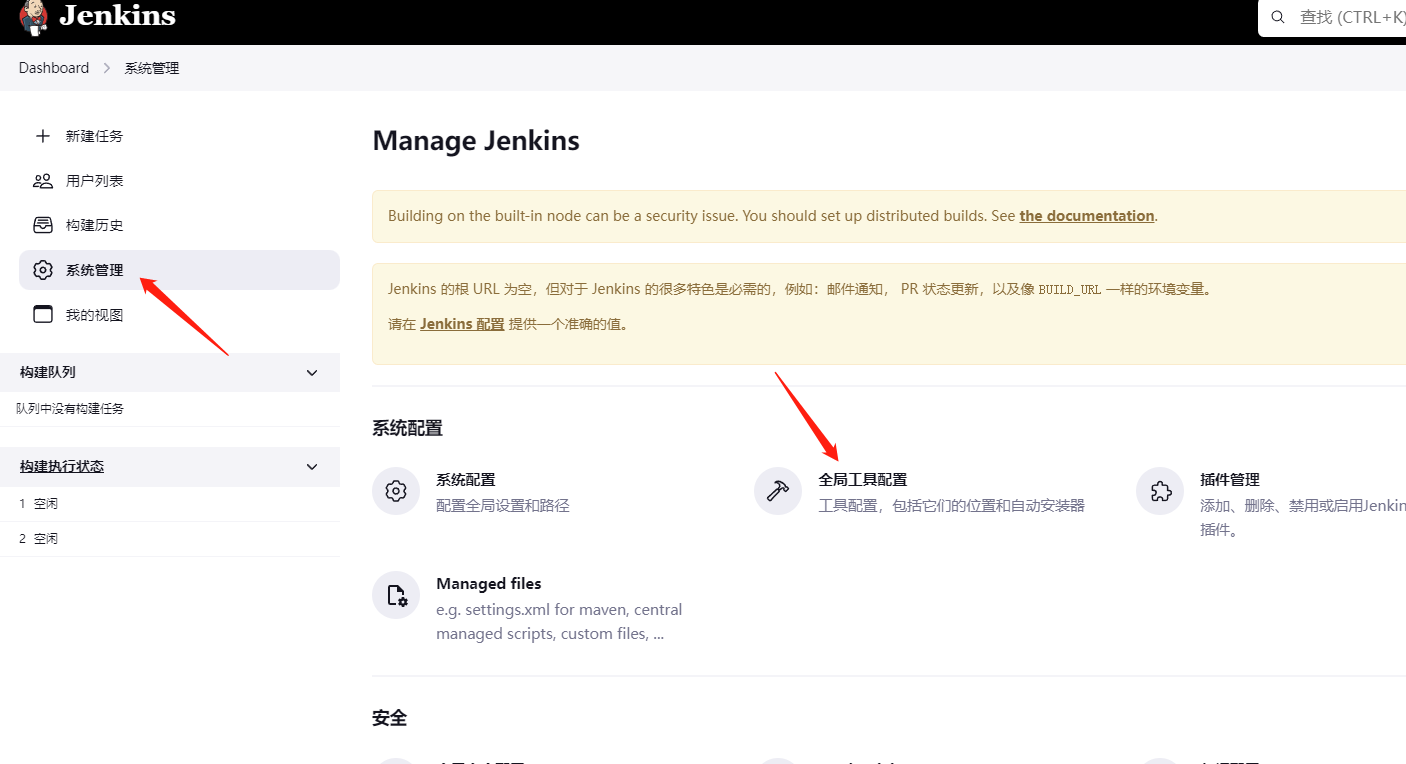 Jenkins
查找 (CTRL+K)
Dashboard
系统管理
新建任务
用户列表
构建历史
系统管理
我的视图
构建队列
队列中没有构建任务
构建执行状态
1 空闲
2 空闲
Manage Jenkins
Building on the built-in node can be a security issue. You should set up distributed builds. See the documentation.
Jenkins 的根 URL 为空，但对于 Jenkins 的很多特色是必需的，例如：邮件通知， PR 状态更新，以及像 BUILD_URL 一样的环境变量。
请在 Jenkins 配置 提供一个准确的值。
系统配置
系统配置
配置全局设置和路径
全局工具配置
工具配置，包括它们的位置和自动安装器
插件管理
添加、删除、禁用或启用Jenkin
插件。
Managed files
e.g. settings.xml for maven, central
managed scripts, custom files, ...
安全